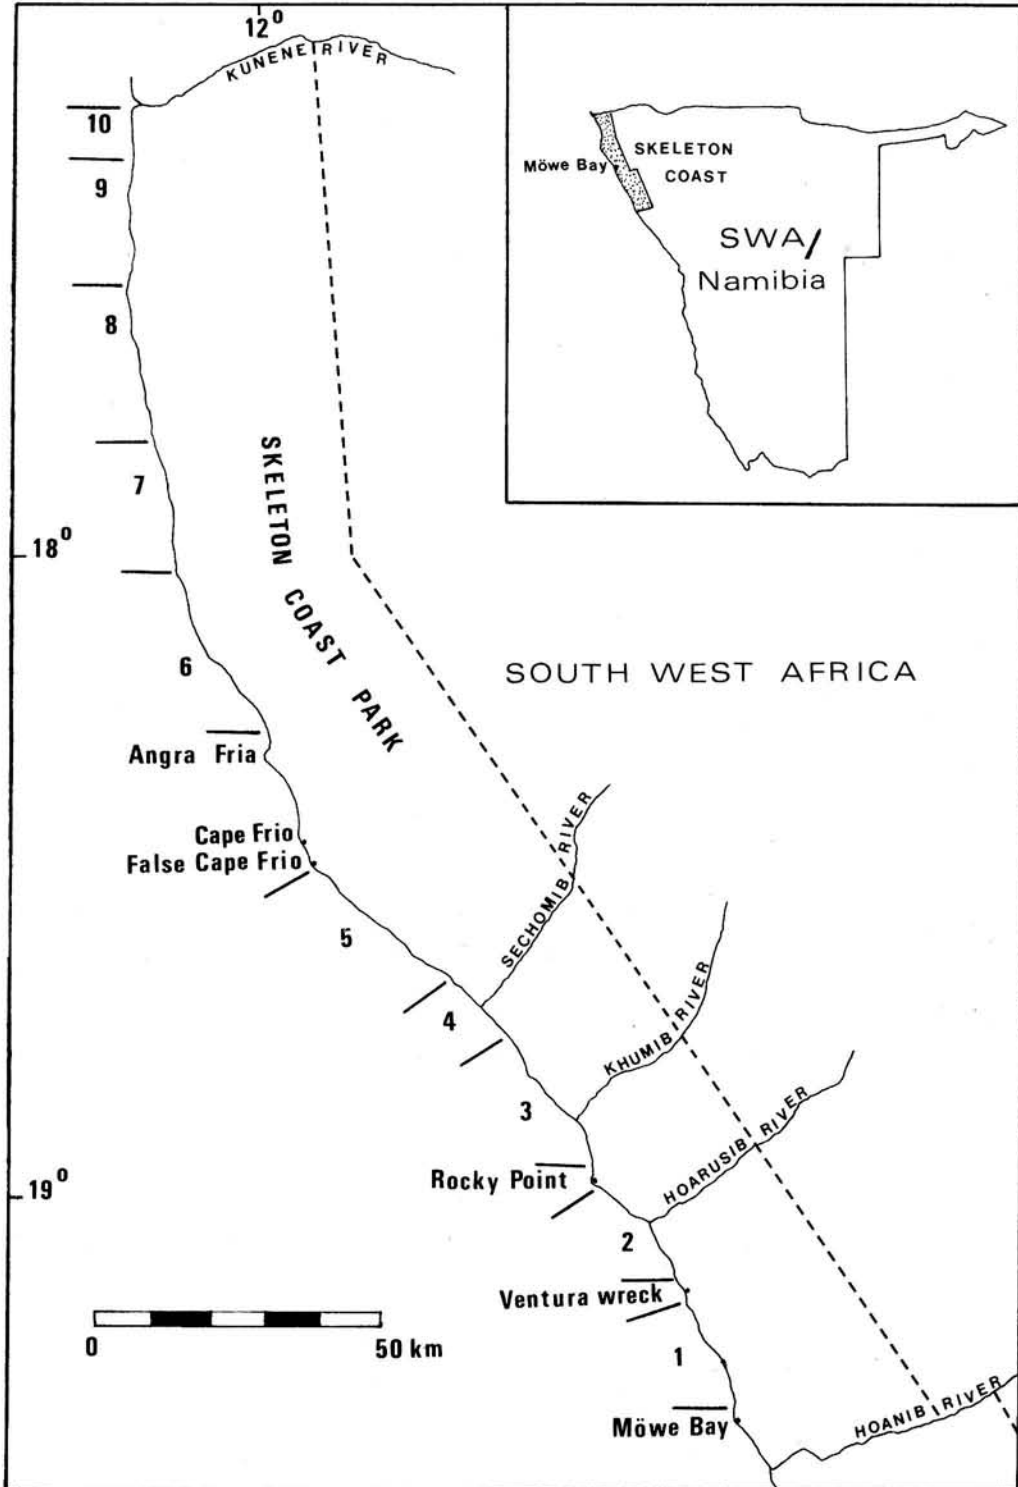 12°
KUNENE RIVER
10
9
8
7
18°
6
SKELETON COAST PARK
SKELETON
COAST
Möwe Bay
SWA/
Namibia
SOUTH WEST AFRICA
Angra Fria
Cape Frio
False Cape Frio
5
SECHOMIB RIVER
4
KHUMIB RIVER
3
Rocky Point
HOARUSIB RIVER
19°
2
Ventura wreck
0 50 km
1
Möwe Bay
HOANIB RIVER